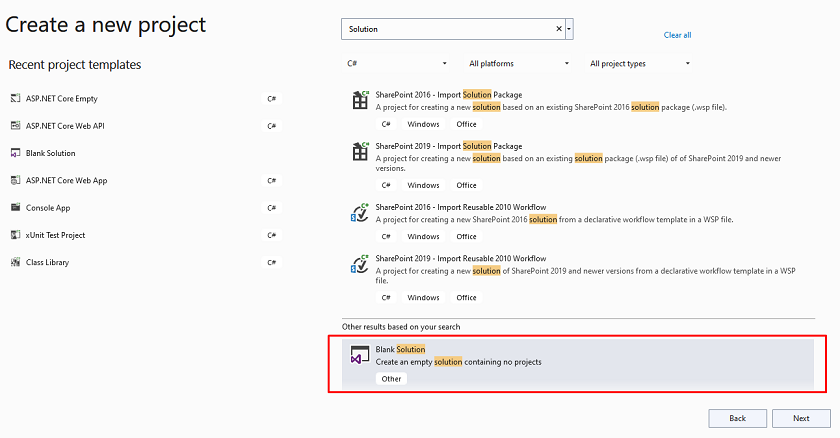 Create a new project
Recent project templates
ASP.NET Core Empty C#
ASP.NET Core Web API C#
Blank Solution
ASP.NET Core Web App C#
Console App C#
xUnit Test Project C#
Class Library C#
Solution
Clear all
C# All platforms All project types
SharePoint 2016 - Import Solution Package
A project for creating a new solution based on an existing SharePoint 2016 solution package (.wsp file).
C# Windows Office
SharePoint 2019 - Import Solution Package
A project for creating a new solution based on an existing solution package (.wsp file) of of SharePoint 2019 and newer
versions.
C# Windows Office
SharePoint 2016 - Import Reusable 2010 Workflow
A project for creating a new SharePoint 2016 solution from a declarative workflow template in a WSP file.
C# Windows Office
SharePoint 2019 - Import Reusable 2010 Workflow
A project for creating a new solution of SharePoint 2019 and newer versions from a declarative workflow template in a WSP
file.
C# Windows Office
Other results based on your search
Blank Solution
Create an empty solution containing no projects
Other
Back Next